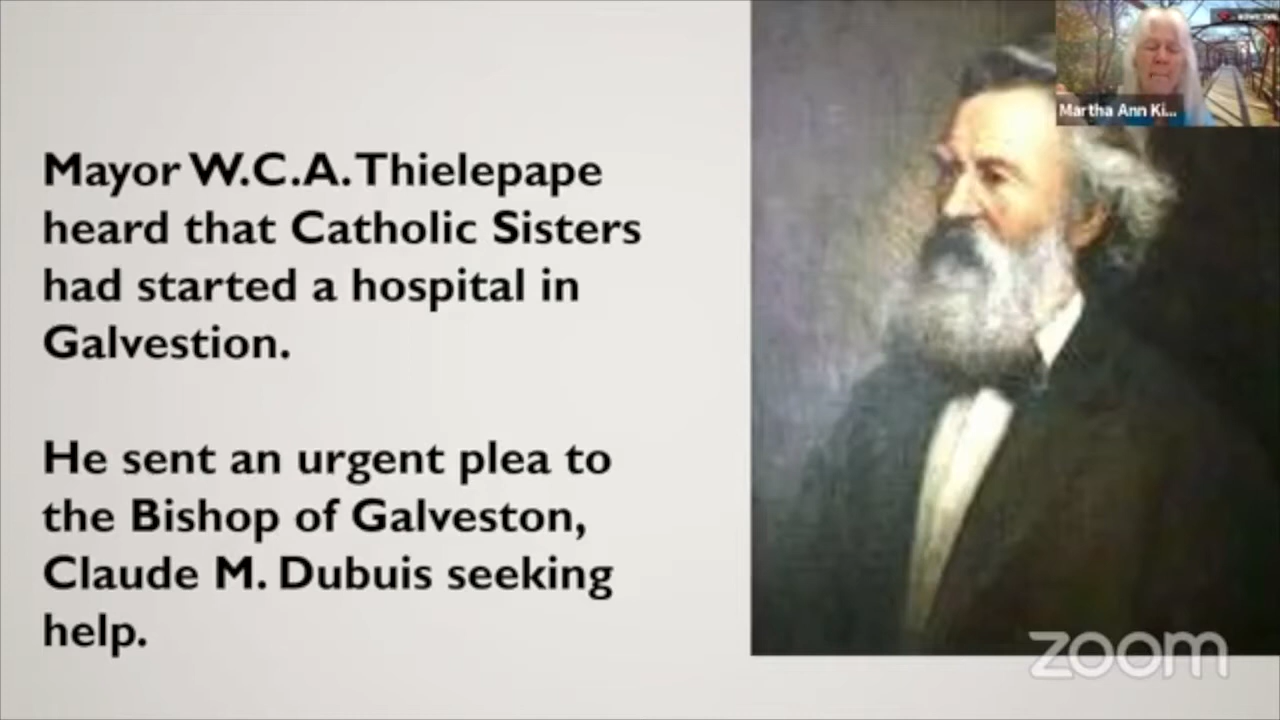 Mayor W.C.A. Thielepape
heard that Catholic Sisters
had started a hospital in
Galvestion.
He sent an urgent plea to
the Bishop of Galveston,
Claude M. Dubuis seeking
help.
Martha Ann Ki...
zoom